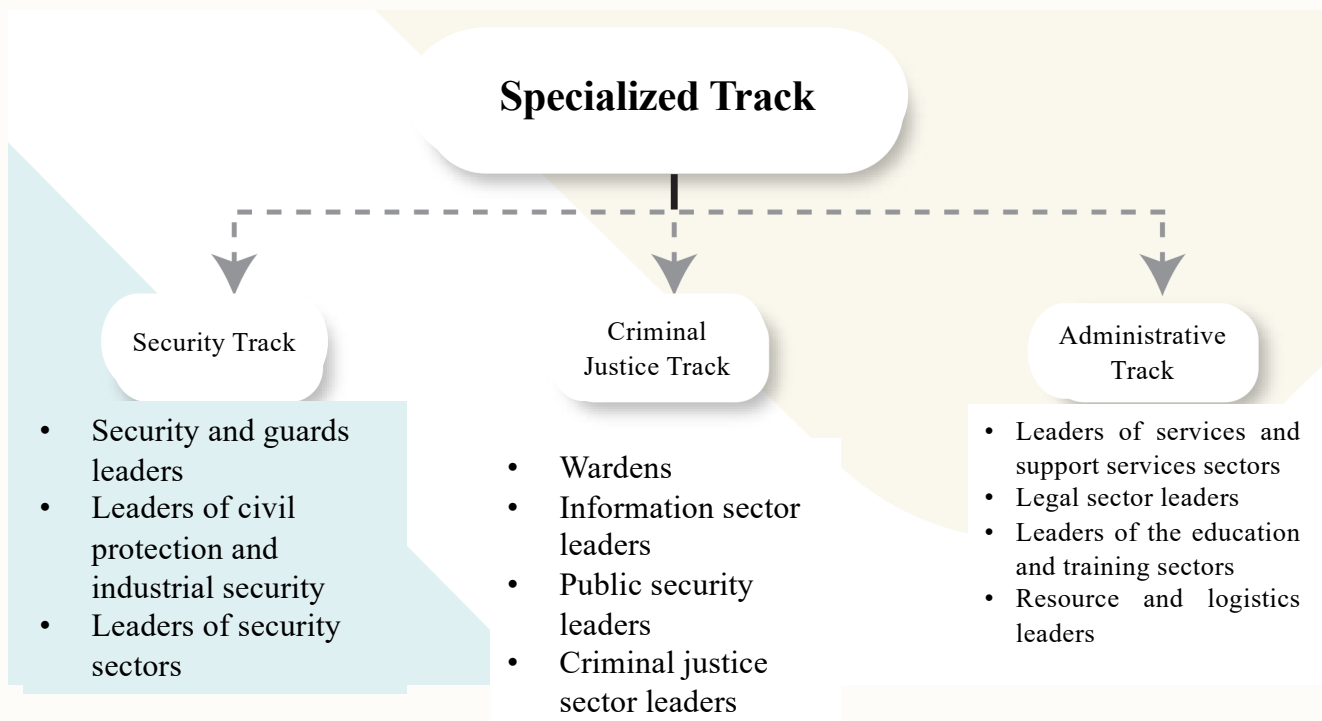 Specialized Track
Security Track
• Security and guards
leaders
• Leaders of civil
protection and
industrial security
• Leaders of security
sectors
Criminal
Justice Track
• Wardens
• Information sector
leaders
• Public security
leaders
• Criminal justice
sector leaders
Administrative
Track
• Leaders of services and
support services sectors
• Legal sector leaders
• Leaders of the education
and training sectors
• Resource and logistics
leaders